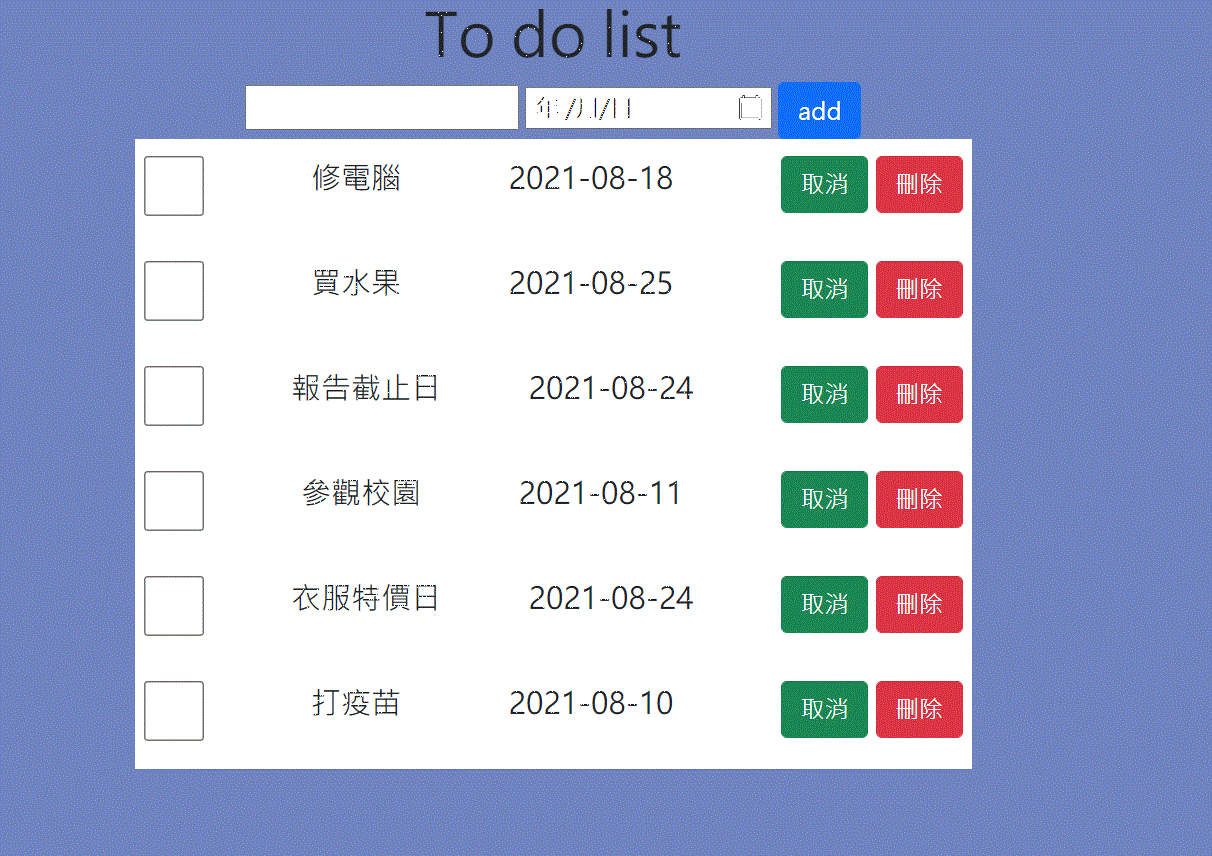 To do list
年/月/日 add
修電腦 2021-08-18 取消 刪除
買水果 2021-08-25 取消 刪除
報告截止日 2021-08-24 取消 刪除
參觀校園 2021-08-11 取消 刪除
衣服特價日 2021-08-24 取消 刪除
打疫苗 2021-08-10 取消 刪除